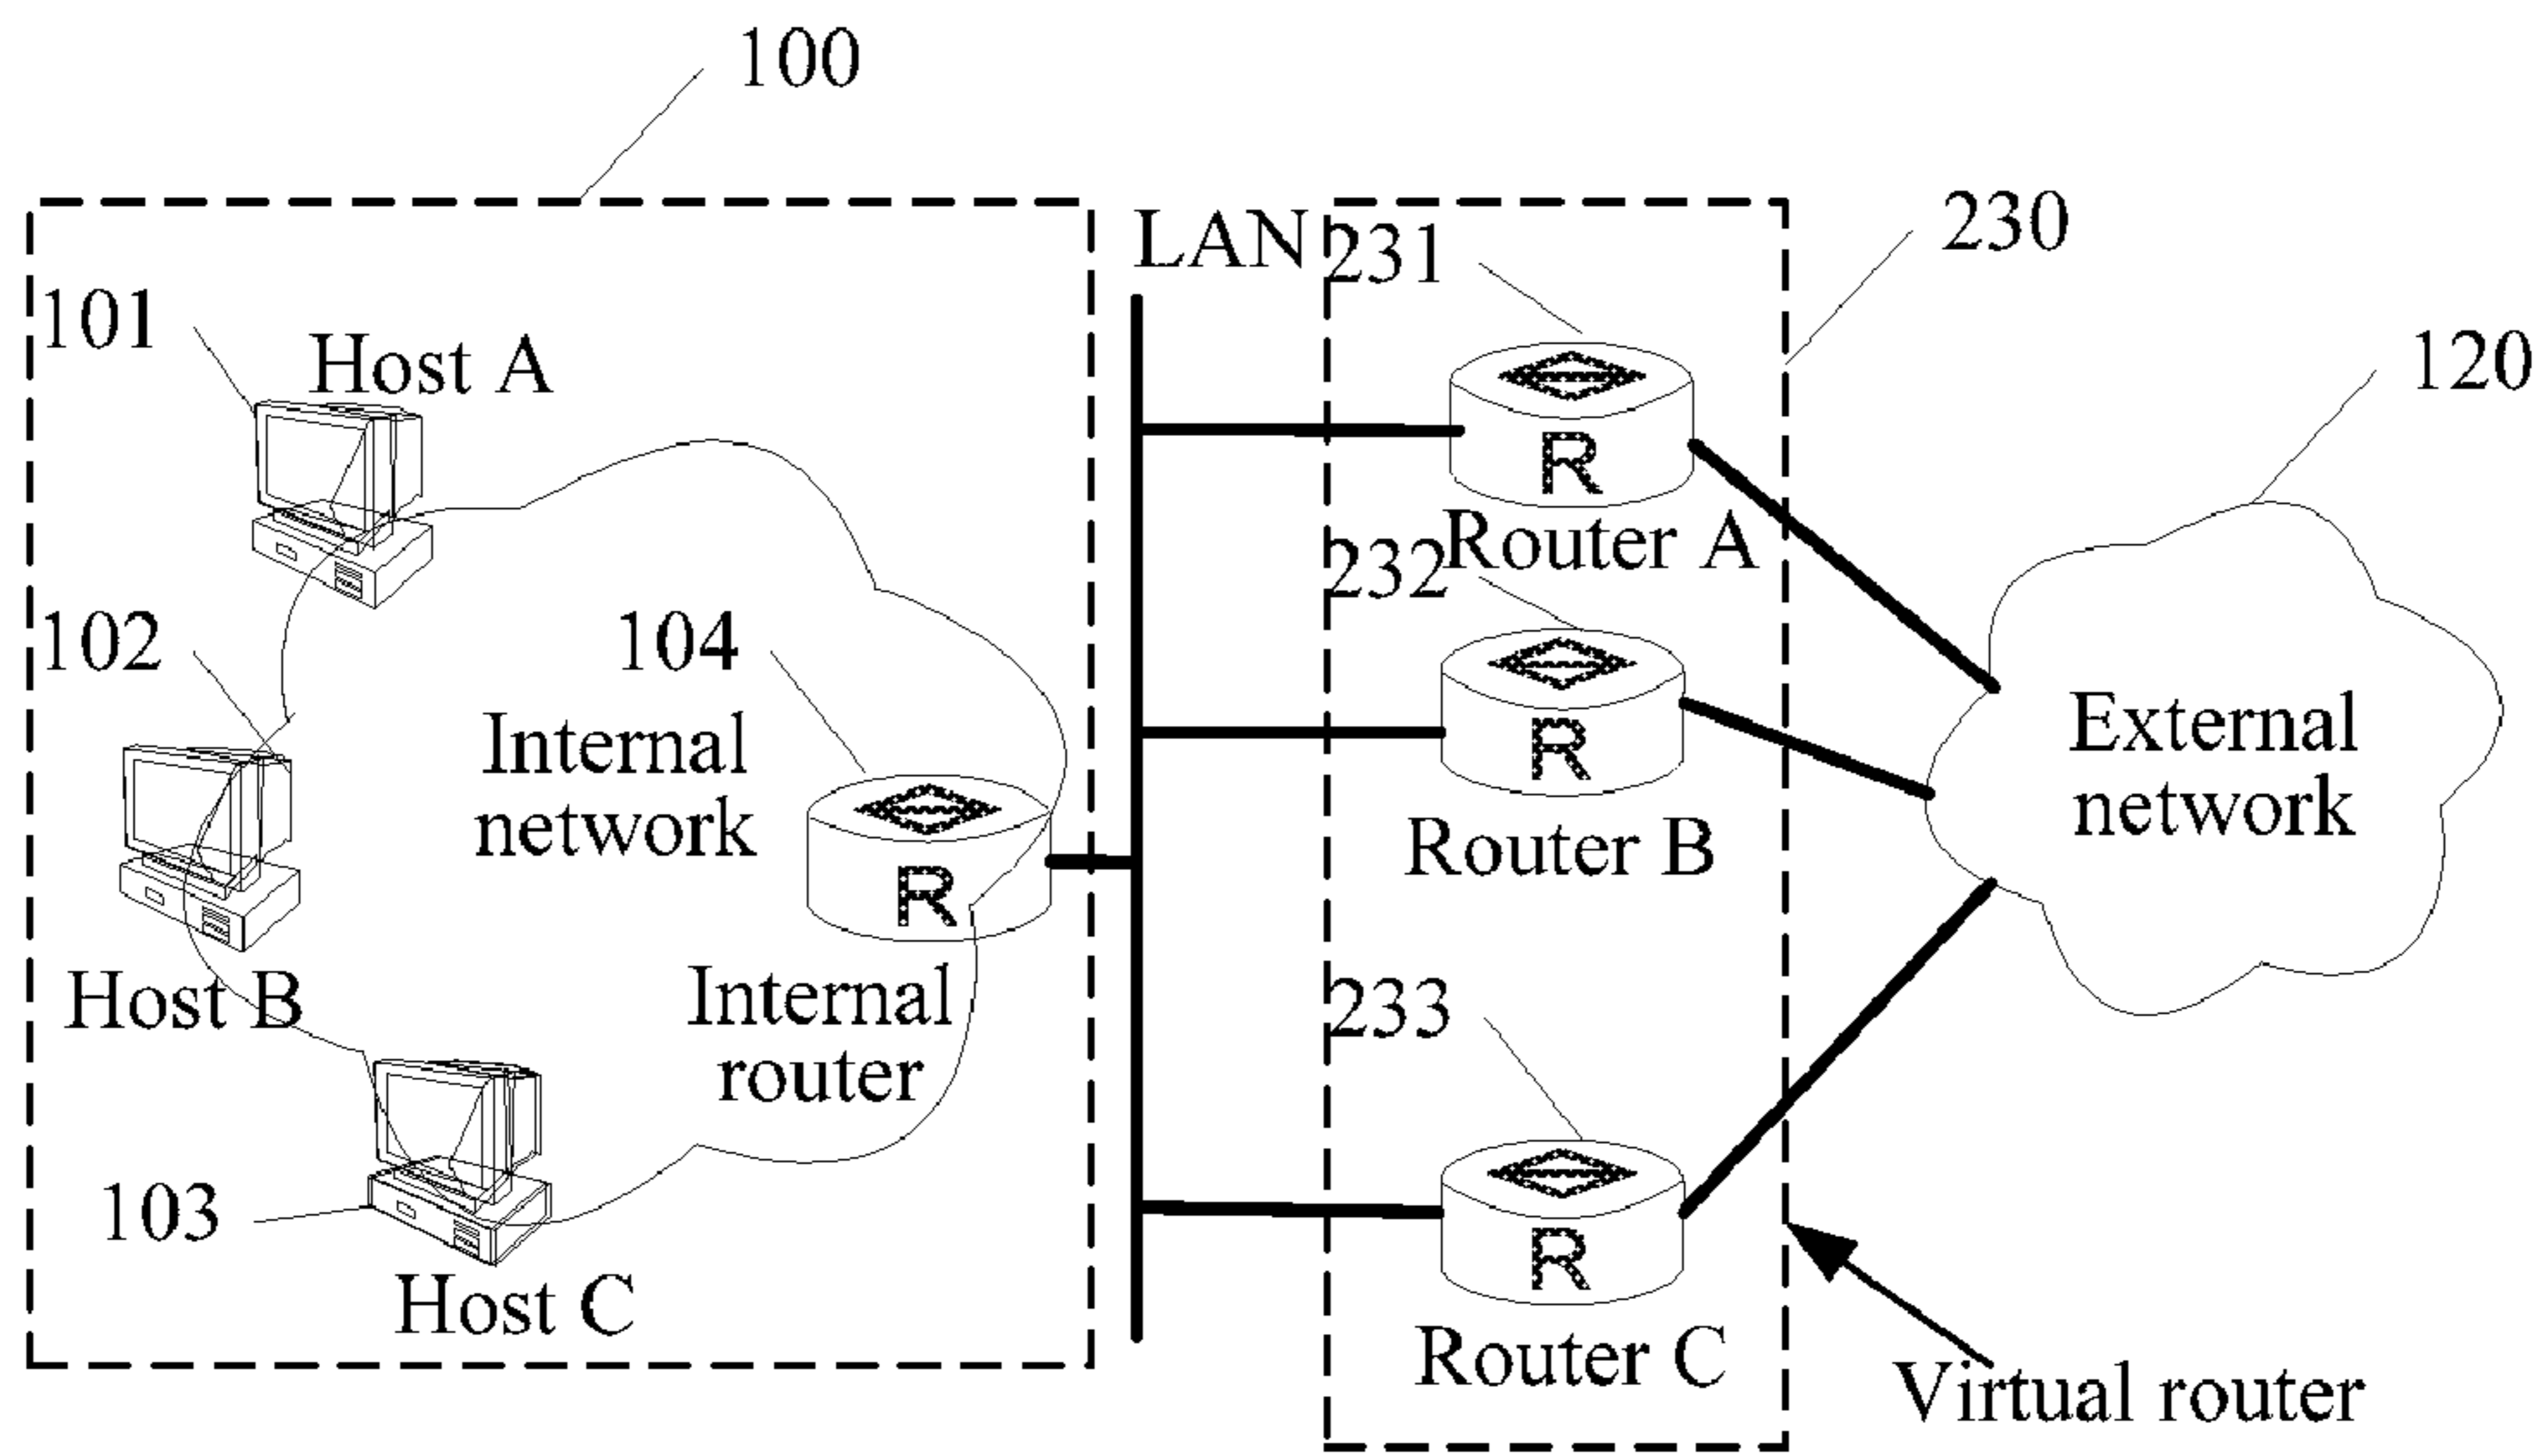 100
LAN
231
230
101
Host A
120
R
Router A
232
102
104
Internal
network
R
Router B
External
network
R
Host B
Internal
router
233
103
Host C
R
Router C
Virtual router